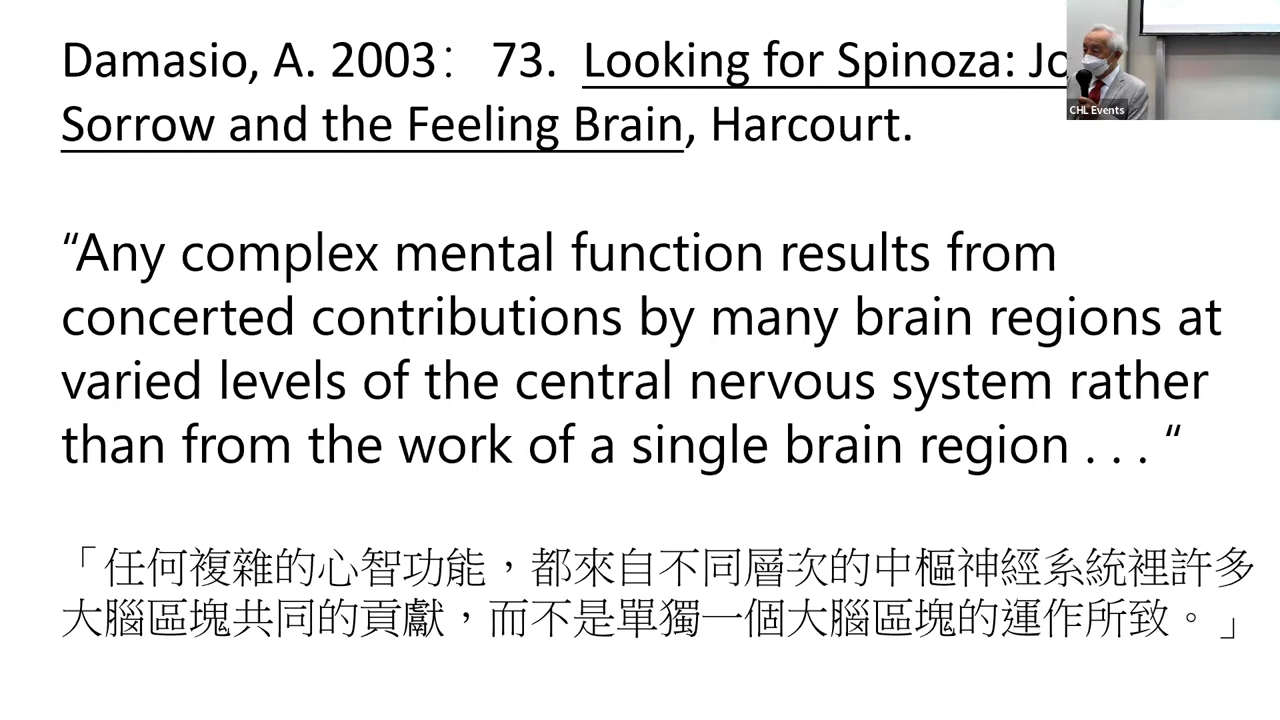 Damasio, A. 2003： 73. Looking for Spinoza: Jo
CHL Events
Sorrow and the Feeling Brain, Harcourt.
“Any complex mental function results from
concerted contributions by many brain regions at
varied levels of the central nervous system rather
than from the work of a single brain region . . . “
「任何複雜的心智功能，都來自不同層次的中樞神經系統裡許多
大腦區塊共同的貢獻，而不是單獨一個大腦區塊的運作所致。」